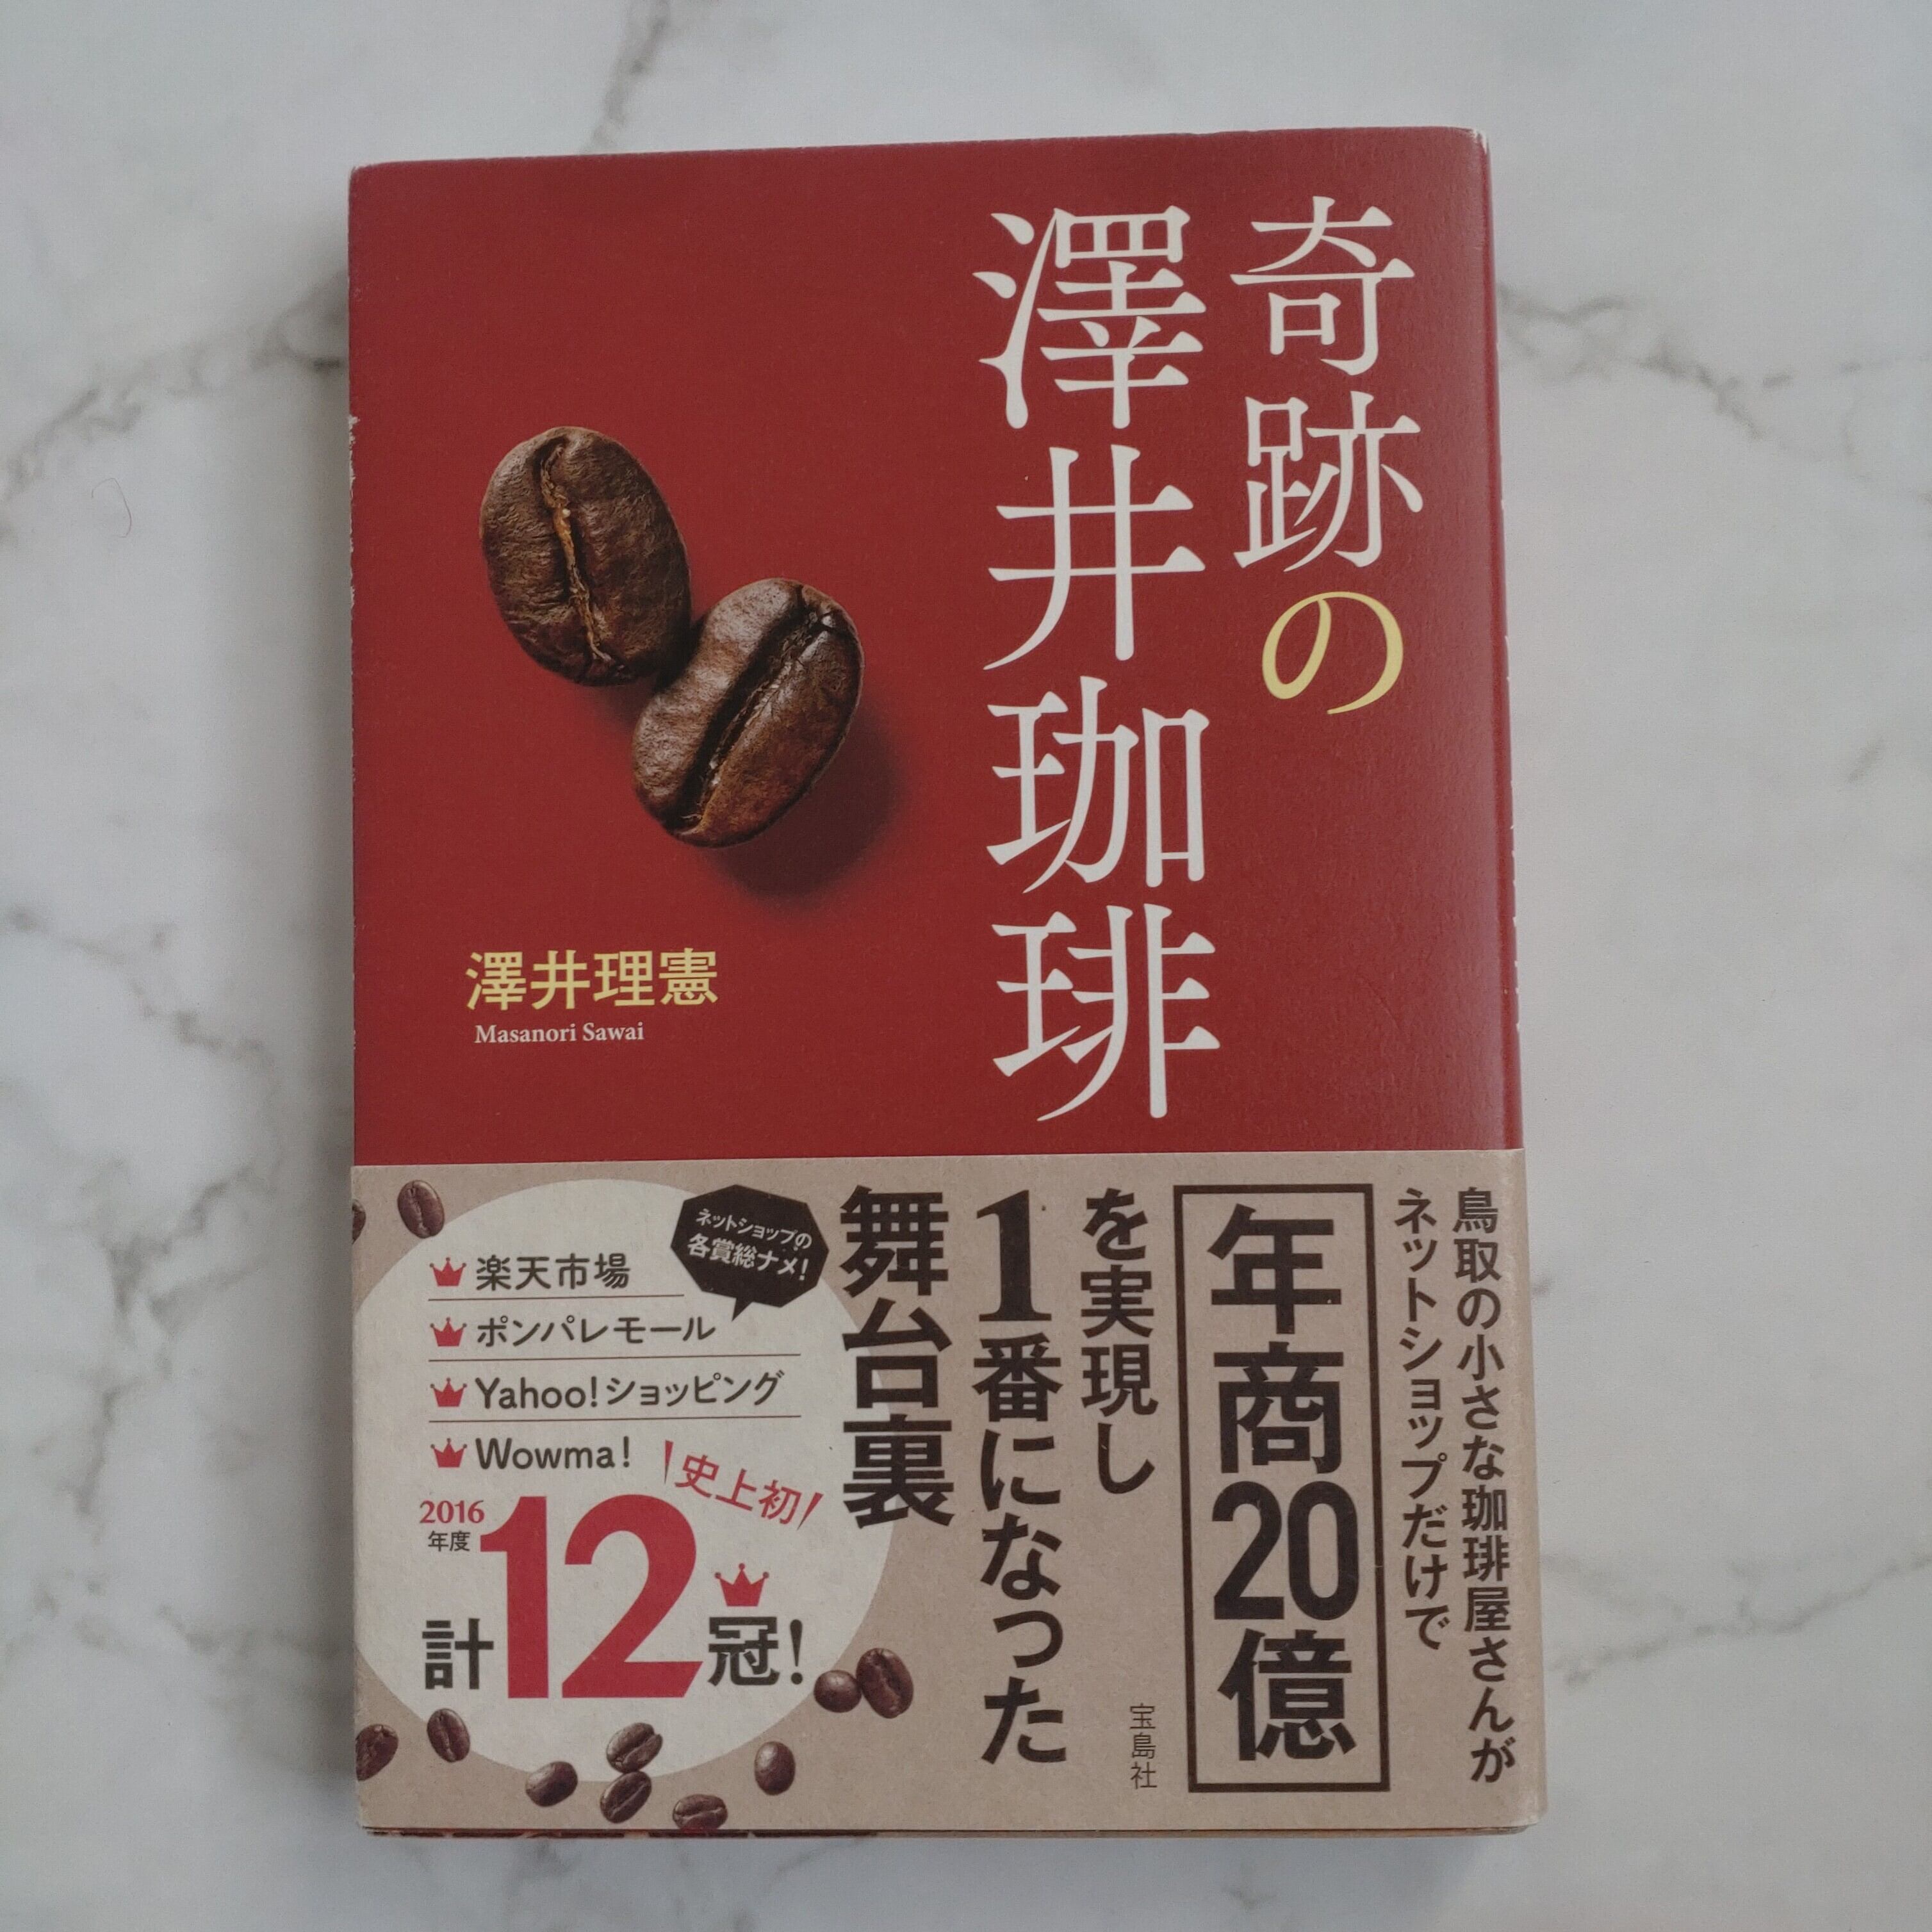 奇跡の
澤井珈琲
澤井理憲
Masanori Sawai
鳥取の小さな珈琲屋さんが
ネットショップだけで
年商20億
を実現し
1番になった
舞台裏
宝島社
ネットショップの
各賞総ナメ!
楽天市場
ポンパレモール
Yahoo!ショッピング
Wowma!
史上初
2016
年度
計12冠!